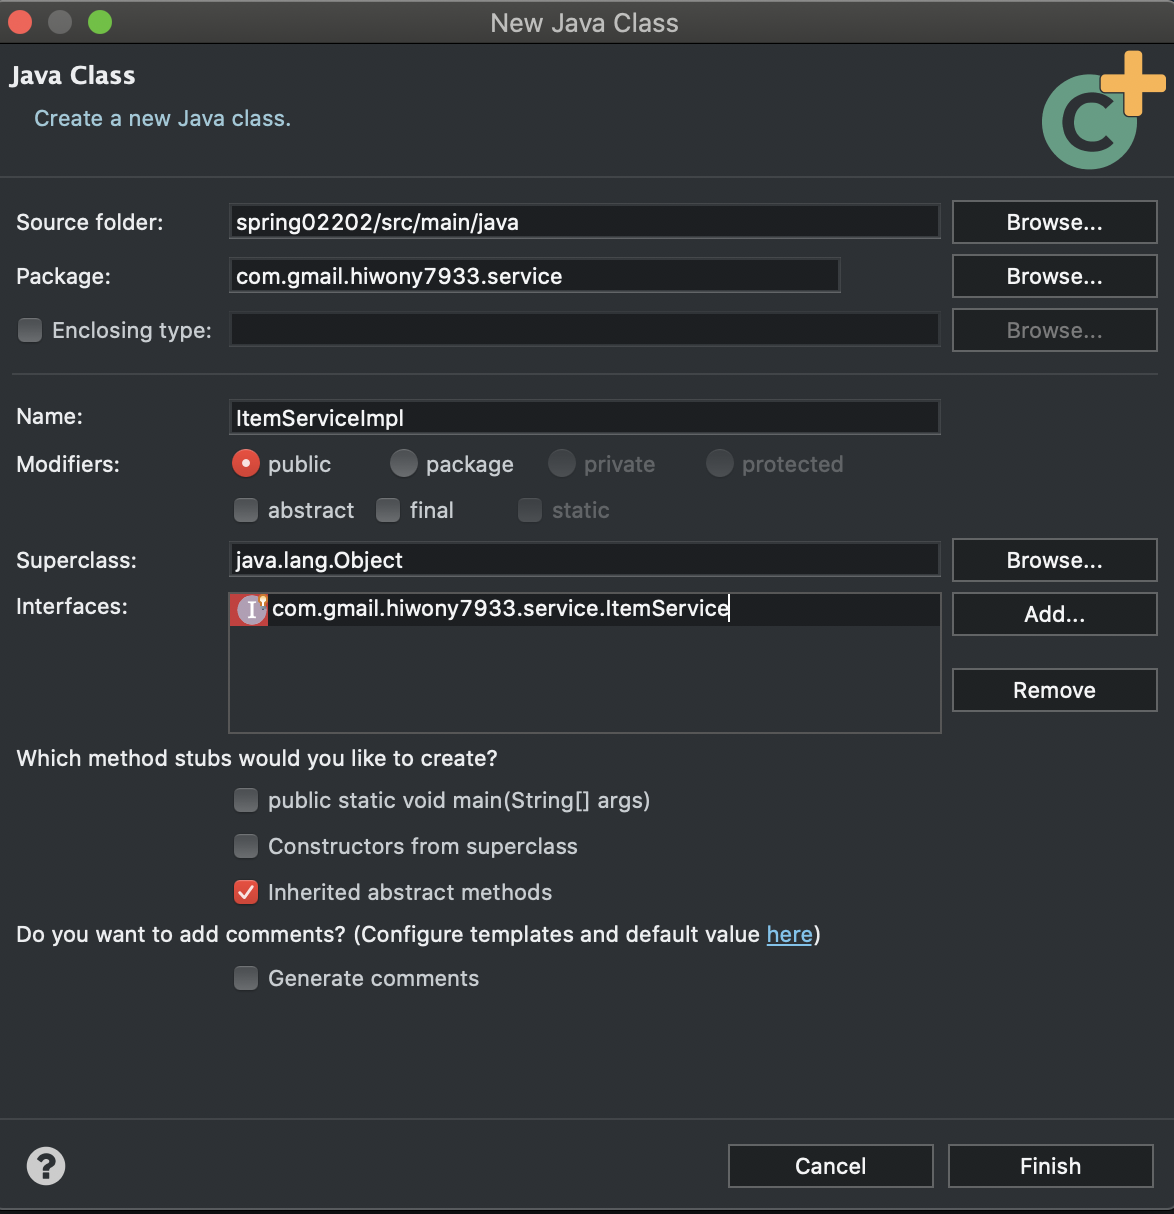 New Java Class
Java Class
Create a new Java class.
Source folder: spring02202/src/main/java Browse...
Package: com.gmail.hiwony7933.service Browse...
Enclosing type: Browse...
Name: ItemServiceImpl
Modifiers: public package private protected
abstract final static
Superclass: java.lang.Object Browse...
Interfaces: com.gmail.hiwony7933.service.ItemService Add...
Remove
Which method stubs would you like to create?
public static void main(String[] args)
Constructors from superclass
Inherited abstract methods
Do you want to add comments? (Configure templates and default value here)
Generate comments
Cancel Finish